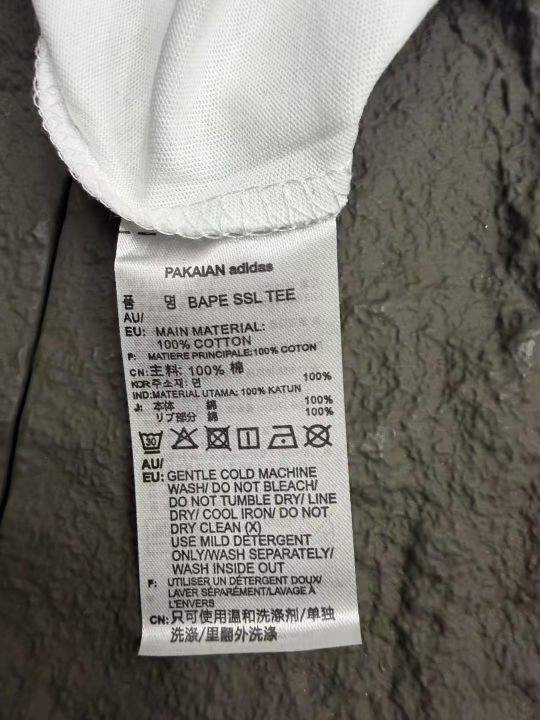 PAKAIAN adidas
품 명 BAPE SSL TEE
AU/
EU: MAIN MATERIAL:
100% COTTON
F: MATIERE PRINCIPALE:100% COTON
CN:主料: 100% 棉
KOR주소재: 면 100%
IND:MATERIAL UTAMA: 100% KATUN
J: 本体 綿 100%
リブ部分 綿 100%
30
AU/
EU: GENTLE COLD MACHINE
WASH/ DO NOT BLEACH/
DO NOT TUMBLE DRY/ LINE
DRY/ COOL IRON/ DO NOT
DRY CLEAN (X)
USE MILD DETERGENT
ONLY/WASH SEPARATELY/
WASH INSIDE OUT
F: UTILISER UN DÉTERGENT DOUX/
LAVER SÉPARÉMENT/LAVAGE À
L'ENVERS
CN:只可使用温和洗涤剂/单独
洗涤/里翻外洗涤